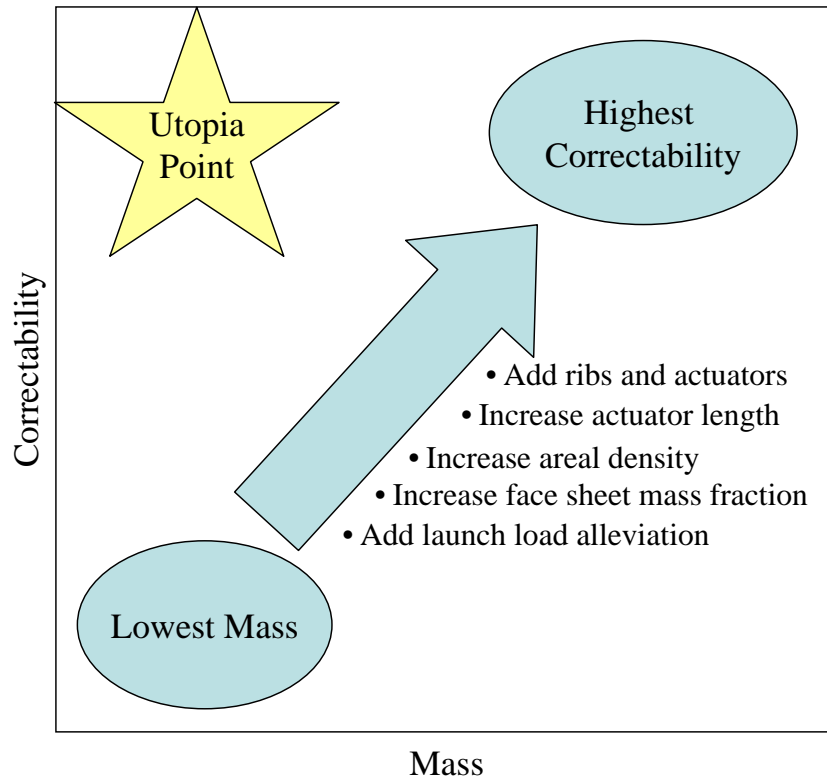 Utopia
Point
Highest
Correctability
Correctability
• Add ribs and actuators
• Increase actuator length
• Increase areal density
• Increase face sheet mass fraction
• Add launch load alleviation
Lowest Mass
Mass